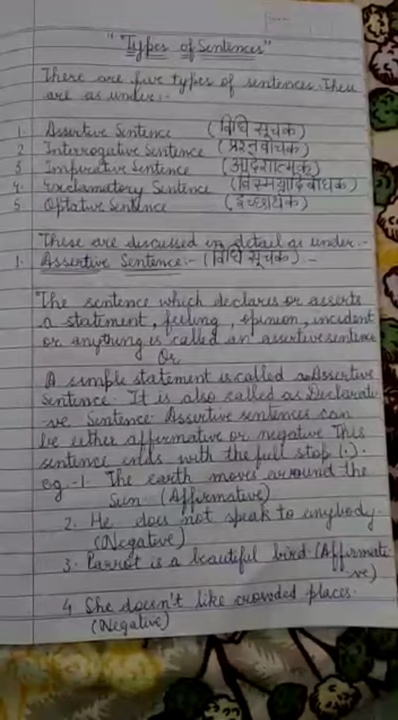 "Types of Sentences"
There are five types of sentences. They
are as under:-
1. Assertive Sentence (विधि सूचक)
2 Interrogative Sentence (प्रश्नवाचक)
3 Imperative Sentence (आदेशात्मक)
4. Exclamatory Sentence (विस्मयादिबोधक)
5 Optative Sentence (इच्छार्थक)
These are discussed in detail as under:-
1. Assertive Sentence:- (विधि सूचक):-
The sentence which declares or asserts
a statement, feeling, opinion, incident
or anything is called an assertive sentence
Or
A simple statement is called a Assertive
Sentence. It is also called as Declarati-
ve Sentence. Assertive sentences can
be either affirmative or negative This
sentence ends with the full stop (.).
eg.-1. The earth moves around the
Sun. (Affirmative)
2. He does not speak to anybody.
(Negative)
3. Parrot is a beautiful bird. (Affirmati-
ve)
4 She doesn't like crowded places.
(Negative)